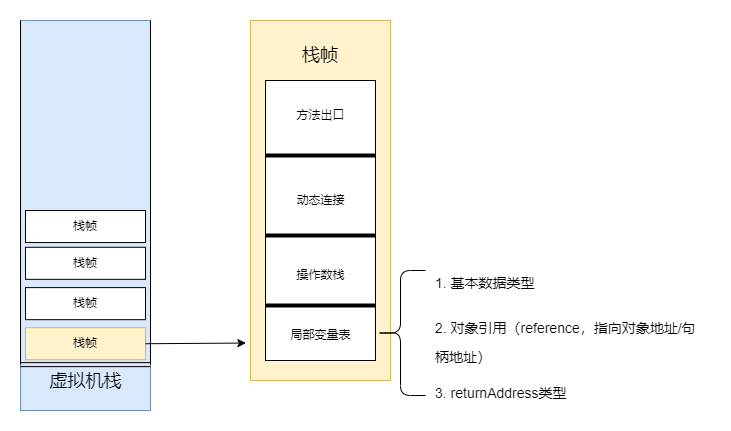 栈帧
栈帧
栈帧
栈帧
虚拟机栈
栈帧
方法出口
动态连接
操作数栈
局部变量表
1. 基本数据类型
2. 对象引用（reference，指向对象地址/句
柄地址）
3. returnAddress类型